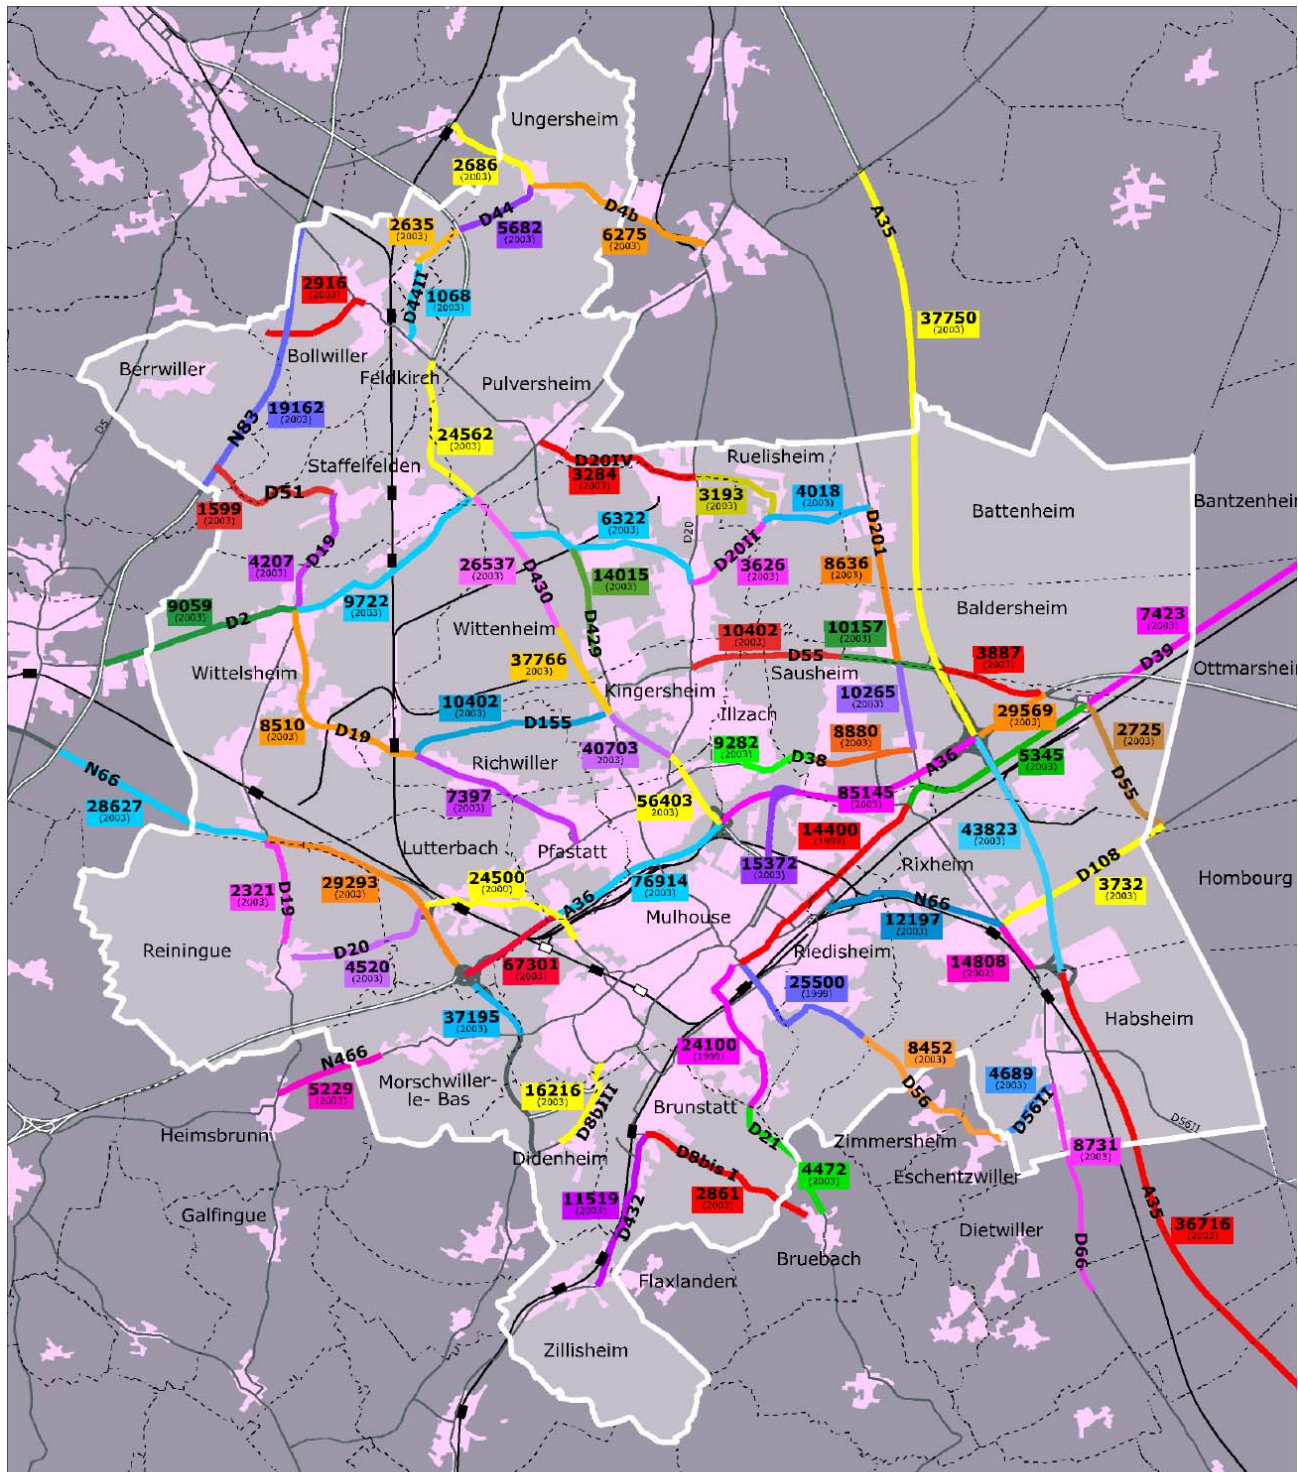 Ungersheim
2686
(2003)
D44
5682
(2003)
D4b
6275
(2003)
2635
(2003)
A35
2916
(2003)
D44II
1068
(2003)
37750
(2003)
Bollwiller
Berrwiller
Feldkirch
Pulversheim
N83
19162
(2003)
D5
24562
(2003)
Staffelfelden
D20IV
3284
(2003)
Ruelisheim
D51
1599
(2003)
3193
(2003)
4018
(2003)
Battenheim
Bantzenheim
D19
4207
(2003)
6322
(2003)
D20
D20II
3626
(2003)
D201
8636
(2003)
26537
(2003)
D430
14015
(2003)
9059
(2003)
D2
9722
(2003)
D429
Baldersheim
7423
(2003)
Wittenheim
10402
(2003)
10157
(2003)
D55
3887
(2003)
D39
Wittelsheim
37766
2003)
Sausheim
Ottmarshei
Kingersheim
10402
(2003)
D155
10265
(2003)
8510
(2003)
D19
Illzach
29569
(2003)
2725
(2003)
40703
2003)
9282
(2003)
D38
8880
(2003)
A36
5345
(2003)
Richwiller
N66
28627
(2003)
7397
(2003)
56403
2003)
85145
(2003)
D55
14400
(1999)
43823
(2003)
Lutterbach
Pfastatt
Rixheim
D108
15372
(2003)
3732
(2003)
Hombourg
2321
(2003)
D19
29293
(2003)
24500
(2000)
A36
76914
(2003)
N66
12197
(2003)
Mulhouse
Reiningue
D20
4520
(2003)
67301
(2003)
Riedisheim
14808
(2002)
25500
(1999)
37195
(2003)
24100
(1999)
Habsheim
N466
5229
(2003)
8452
(2003)
4689
(2003)
Morschwiller-
le- Bas
16216
(2003)
D8bIII
D56
D56II
D56II
Brunstatt
Heimsbrunn
D21
Zimmersheim
8731
(2003)
Didenheim
D8bis I
4472
(2003)
Eschentzwiller
11519
(2003)
D432
2861
(2003)
A35
Galfingue
Dietwiller
36716
(2003)
D66
Bruebach
Flaxlanden
Zillisheim